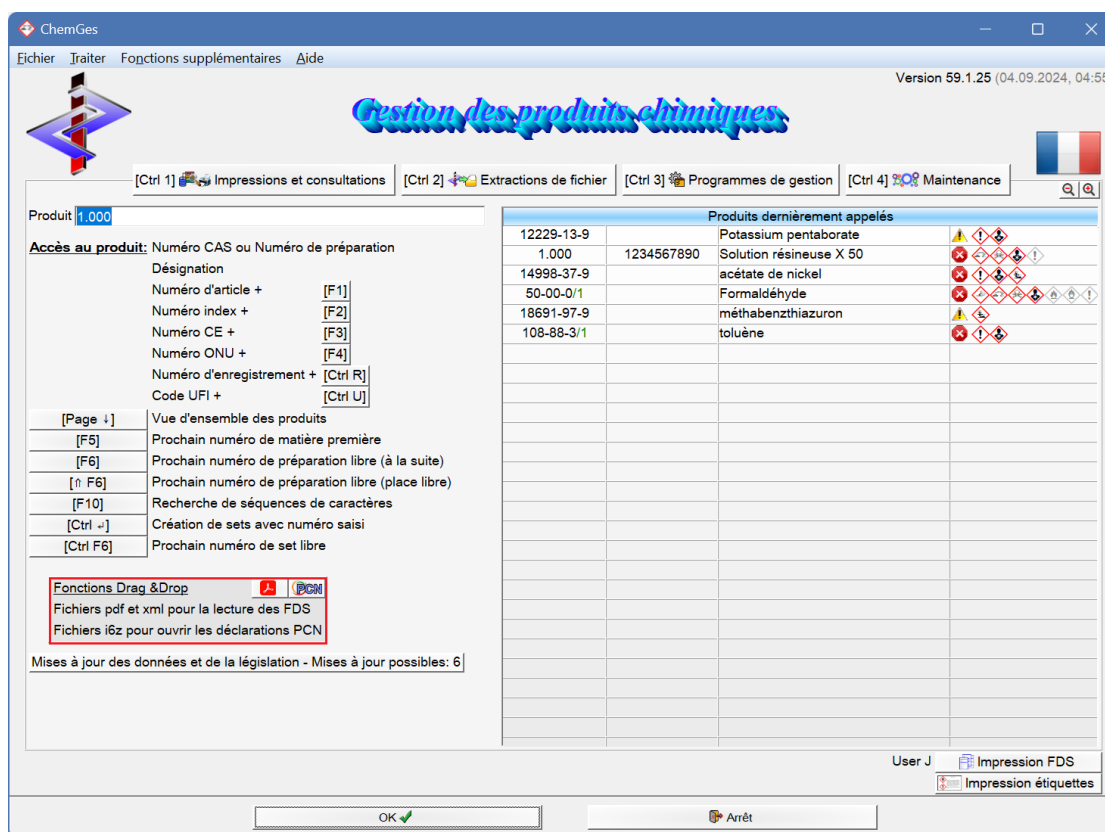 ChemGes
Fichier Traiter Fonctions supplémentaires Aide
Version 59.1.25 (04.09.2024, 04:55
Gestion des produits chimiques
[Ctrl 1] Impressions et consultations [Ctrl 2] Extractions de fichier [Ctrl 3] Programmes de gestion [Ctrl 4] Maintenance
Produit 1.000
Accès au produit: Numéro CAS ou Numéro de préparation
Désignation
Numéro d'article + [F1]
Numéro index + [F2]
Numéro CE + [F3]
Numéro ONU + [F4]
Numéro d'enregistrement + [Ctrl R]
Code UFI + [Ctrl U]
[Page ↓] Vue d'ensemble des produits
[F5] Prochain numéro de matière première
[F6] Prochain numéro de préparation libre (à la suite)
[⇑ F6] Prochain numéro de préparation libre (place libre)
[F10] Recherche de séquences de caractères
[Ctrl ↵] Création de sets avec numéro saisi
[Ctrl F6] Prochain numéro de set libre
Fonctions Drag &Drop PCN
Fichiers pdf et xml pour la lecture des FDS
Fichiers i6z pour ouvrir les déclarations PCN
Mises à jour des données et de la législation - Mises à jour possibles: 6
Produits dernièrement appelés
12229-13-9 Potassium pentaborate
1.000 1234567890 Solution résineuse X 50
14998-37-9 acétate de nickel
50-00-0/1 Formaldéhyde
18691-97-9 méthabenzthiazuron
108-88-3/1 toluène
User J Impression FDS
Impression étiquettes
OK Arrêt